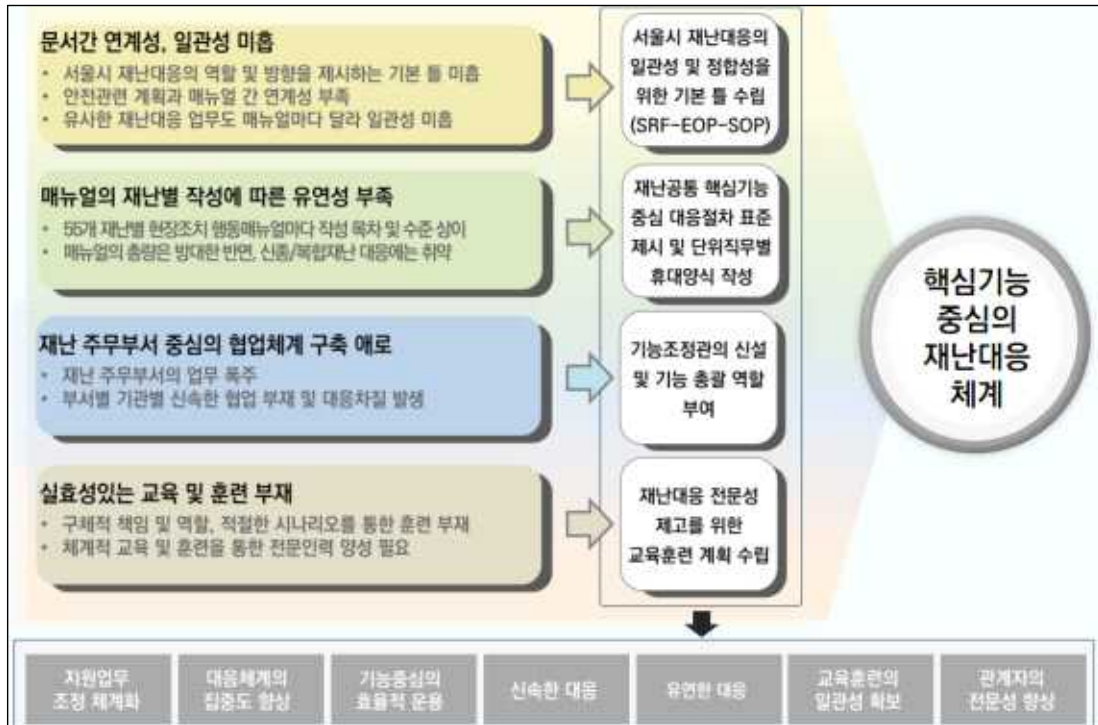 문서간 연계성, 일관성 미흡
• 서울시 재난대응의 역할 및 방향을 제시하는 기본 틀 미흡
• 안전관련 계획과 매뉴얼 간 연계성 부족
• 유사한 재난대응 업무도 매뉴얼마다 달라 일관성 미흡
서울시 재난대응의
일관성 및 정합성을
위한 기본 틀 수립
(SRF-EOP-SOP)
매뉴얼의 재난별 작성에 따른 유연성 부족
• 55개 재난별 현장조치 행동매뉴얼마다 작성 목차 및 수준 상이
• 매뉴얼의 총량은 방대한 반면, 신종/복합재난 대응에는 취약
재난공통 핵심기능
중심 대응절차 표준
제시 및 단위직무별
휴대양식 작성
재난 주무부서 중심의 협업체계 구축 애로
• 재난 주무부서의 업무 폭주
• 부서별 기관별 신속한 협업 부재 및 대응차질 발생
기능조정관의 신설
및 기능 총괄 역할
부여
실효성있는 교육 및 훈련 부재
• 구체적 책임 및 역할, 적절한 시나리오를 통한 훈련 부재
• 체계적 교육 및 훈련을 통한 전문인력 양성 필요
재난대응 전문성
제고를 위한
교육훈련 계획 수립
핵심기능
중심의
재난대응
체계
지원업무
조정 체계화
대응체계의
집중도 향상
기능중심의
효율적 운용
신속한 대응
유연한 대응
교육훈련의
일관성 확보
관계자의
전문성 향상